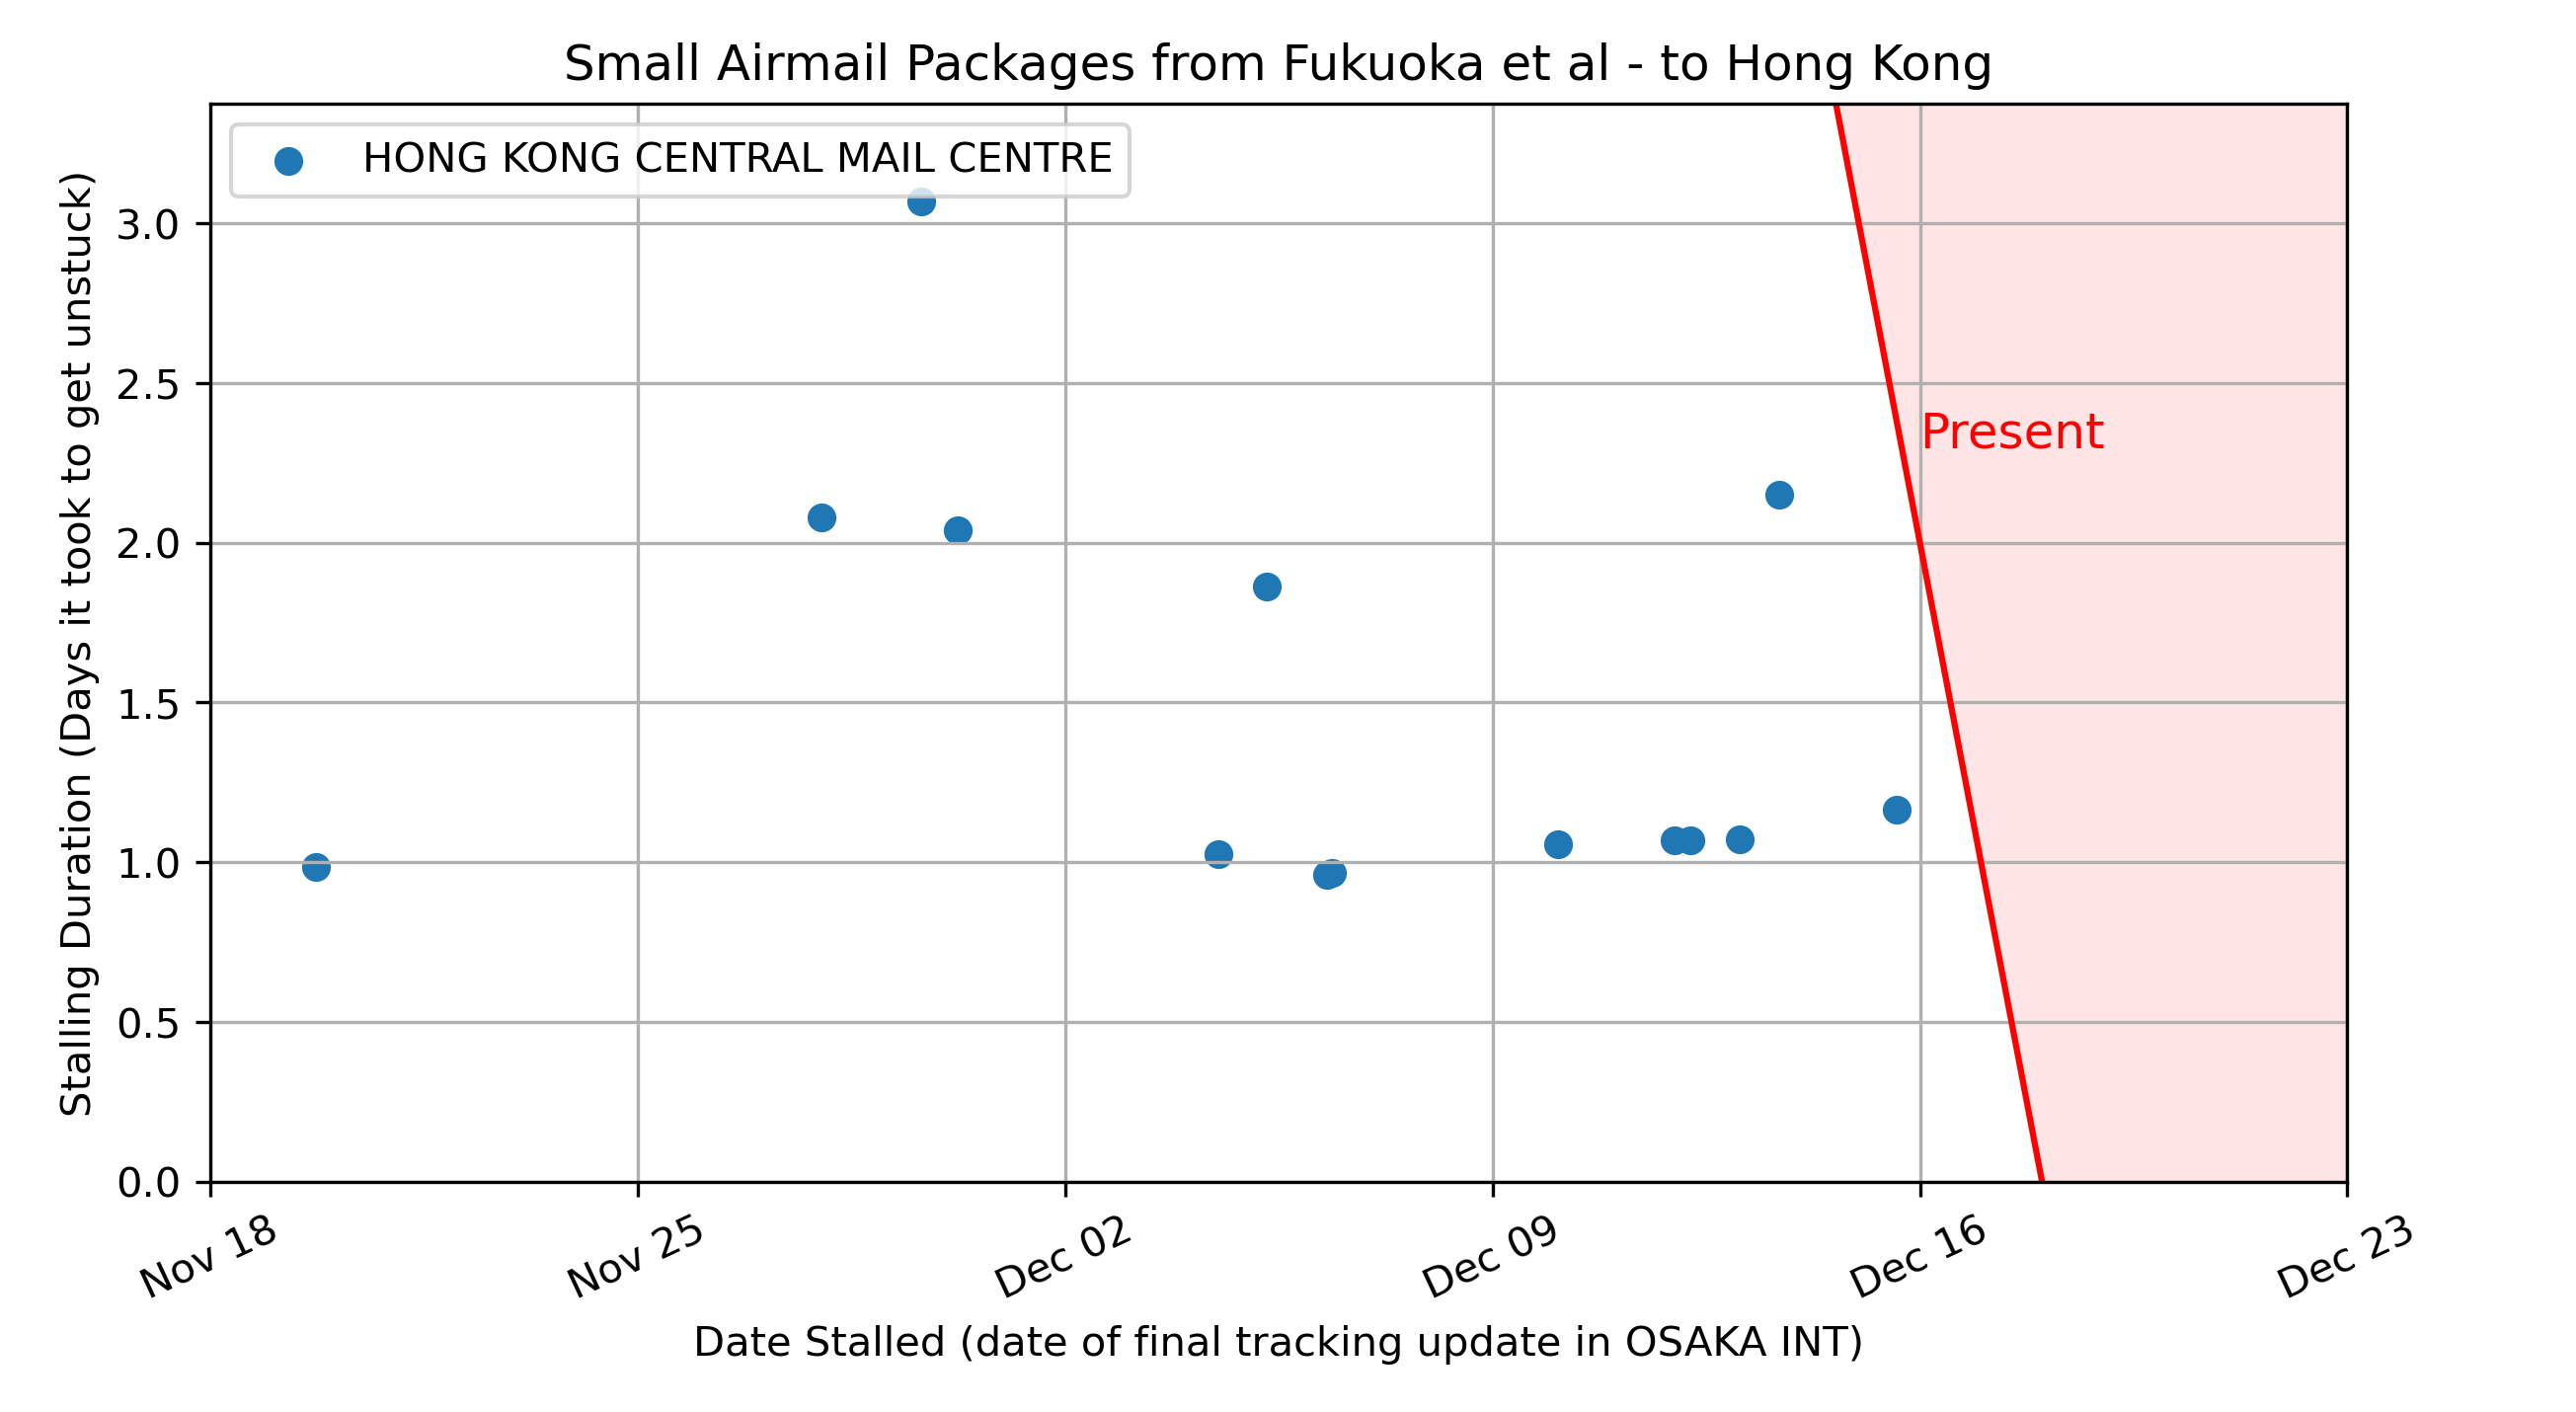 Small Airmail Packages from Fukuoka et al - to Hong Kong
HONG KONG CENTRAL MAIL CENTRE
Stalling Duration (Days it took to get unstuck)
3.0
2.5
2.0
1.5
1.0
0.5
0.0
Present
Nov 18
Nov 25
Dec 02
Dec 09
Dec 16
Dec 23
Date Stalled (date of final tracking update in OSAKA INT)